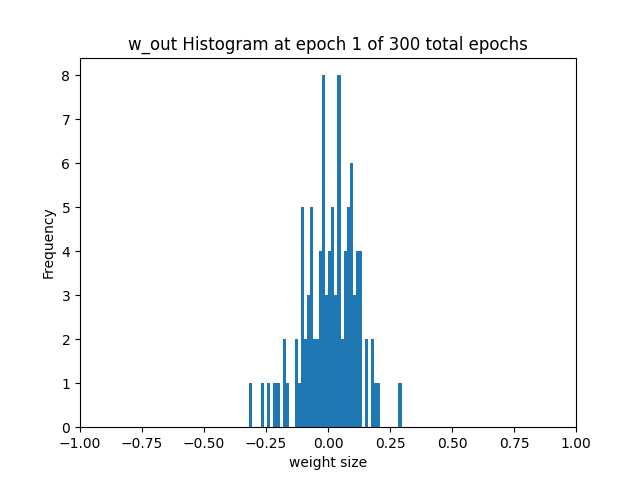 w_out Histogram at epoch 1 of 300 total epochs
8
7
6
5
4
3
2
1
0
Frequency
−1.00 −0.75 −0.50 −0.25 0.00 0.25 0.50 0.75 1.00
weight size